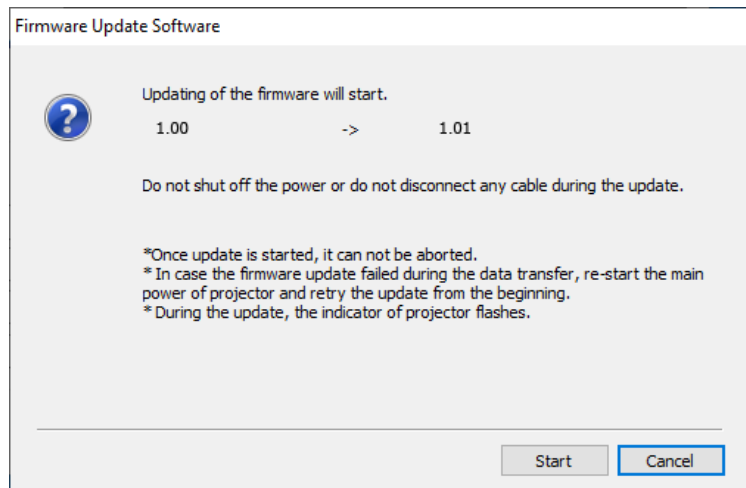 Firmware Update Software
Updating of the firmware will start.
1.00 -> 1.01
Do not shut off the power or do not disconnect any cable during the update.
*Once update is started, it can not be aborted.
* In case the firmware update failed during the data transfer, re-start the main
power of projector and retry the update from the beginning.
* During the update, the indicator of projector flashes.
Start Cancel